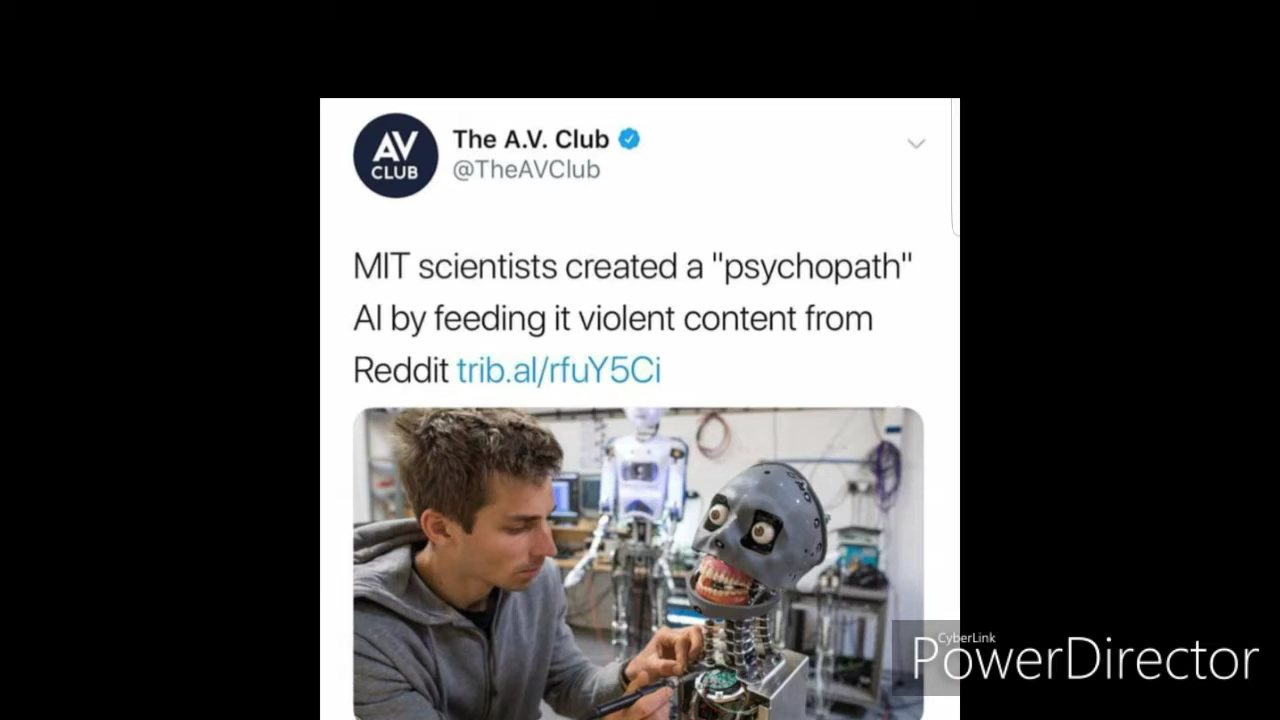 AV
CLUB
The A.V. Club
@TheAVClub
MIT scientists created a "psychopath"
AI by feeding it violent content from
Reddit trib.al/rfuY5Ci
CyberLink
PowerDirector